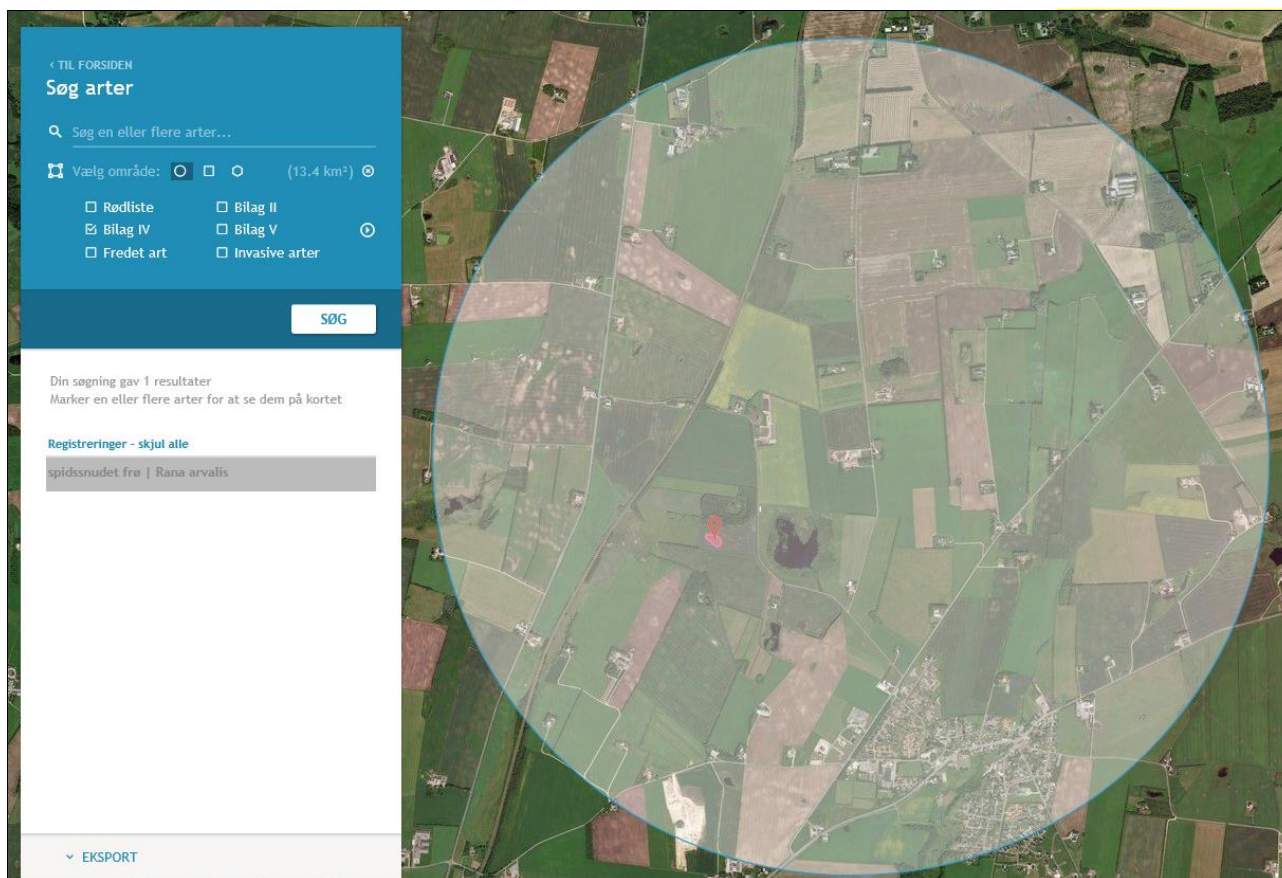 ‹ TIL FORSIDEN
Søg arter
Søg en eller flere arter...
Vælg område: (13.4 km²)
Rødliste Bilag II
Bilag IV Bilag V
Fredet art Invasive arter
SØG
Din søgning gav 1 resultater
Marker en eller flere arter for at se dem på kortet
Registreringer - skjul alle
spidssnudet frø | Rana arvalis
EKSPORT